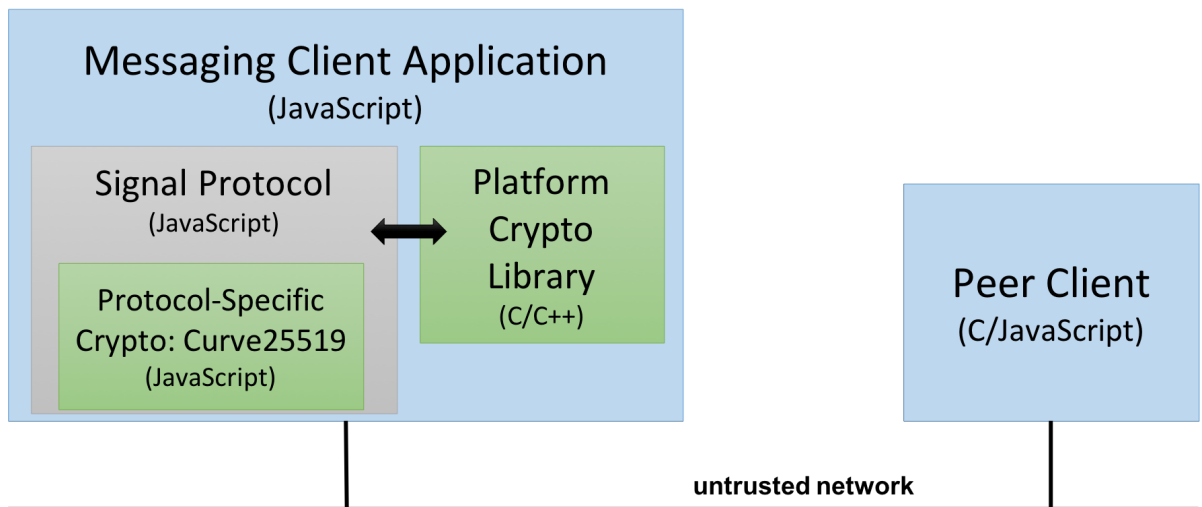 Messaging Client Application
(JavaScript)
Signal Protocol
(JavaScript)
Protocol-Specific
Crypto: Curve25519
(JavaScript)
Platform
Crypto
Library
(C/C++)
Peer Client
(C/JavaScript)
untrusted network